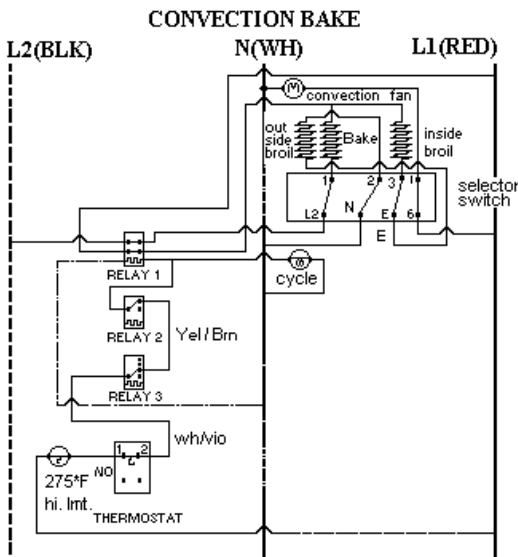 CONVECTION BAKE
L2(BLK) N(WH) L1(RED)
M
convection fan
out
side
broil
Bake
inside
broil
1 2 3 1
selector
switch
L2 N E 6
E
RELAY 1
cycle
RELAY 2
Yel/Brn
RELAY 3
wh/vio
1 2
NO
275*F
hi. lmt.
THERMOSTAT